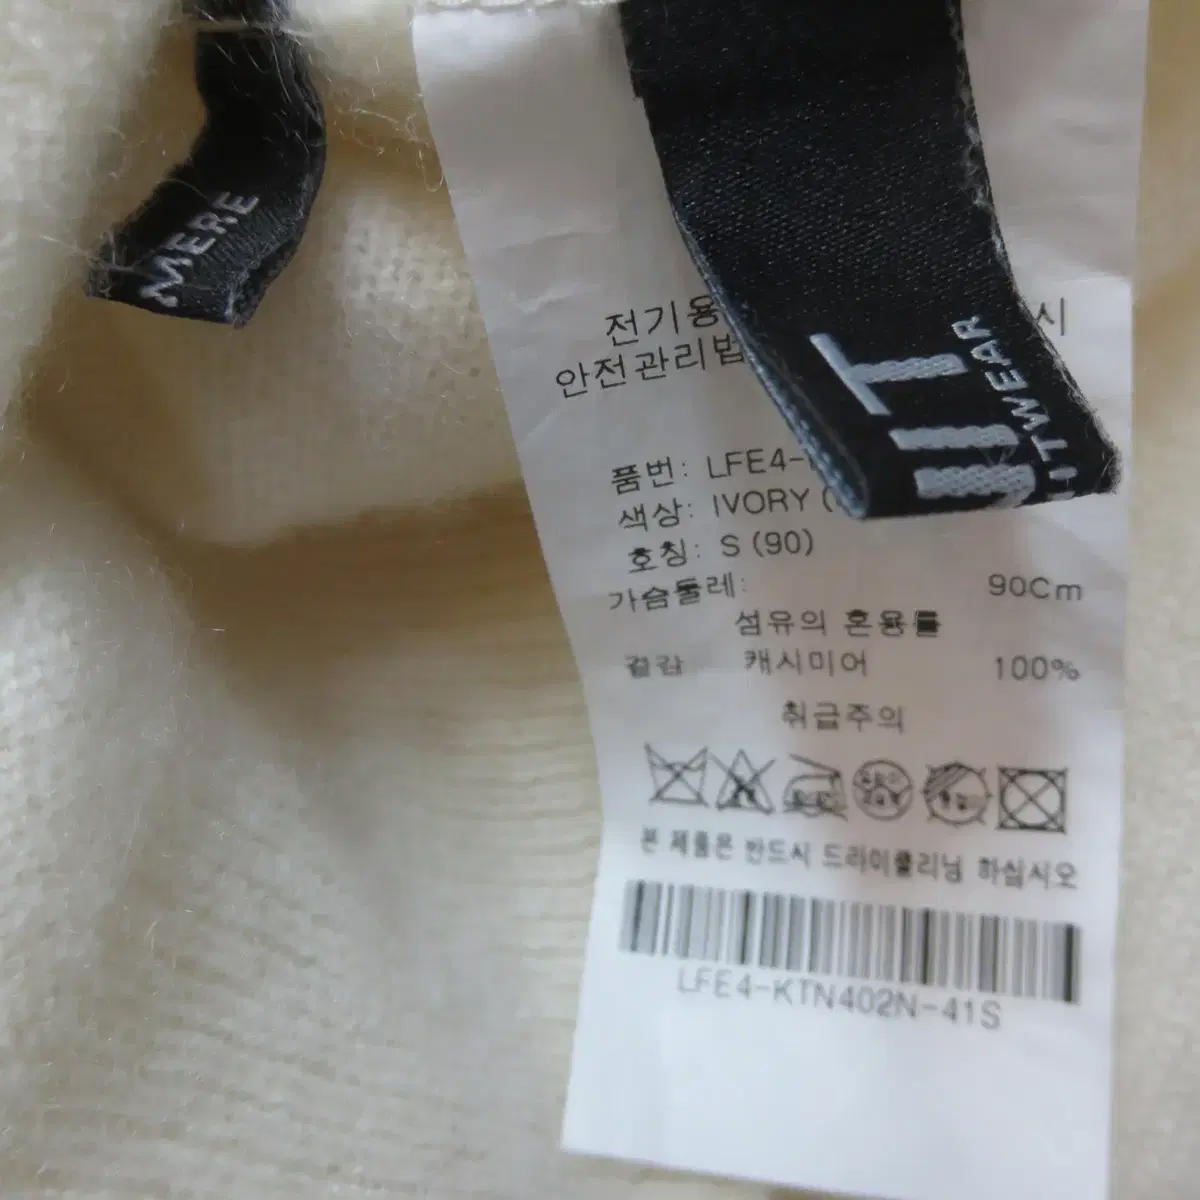 MERE
전기용
시
안전관리법
품번: LFE4-
색상: IVORY (
호칭: S (90)
가슴둘레: 90Cm
섬유의 혼용률
겉감 캐시미어 100%
취급주의
본 제품은 반드시 드라이클리닝 하십시오
LFE4-KTN402N-41S
ITWEAR